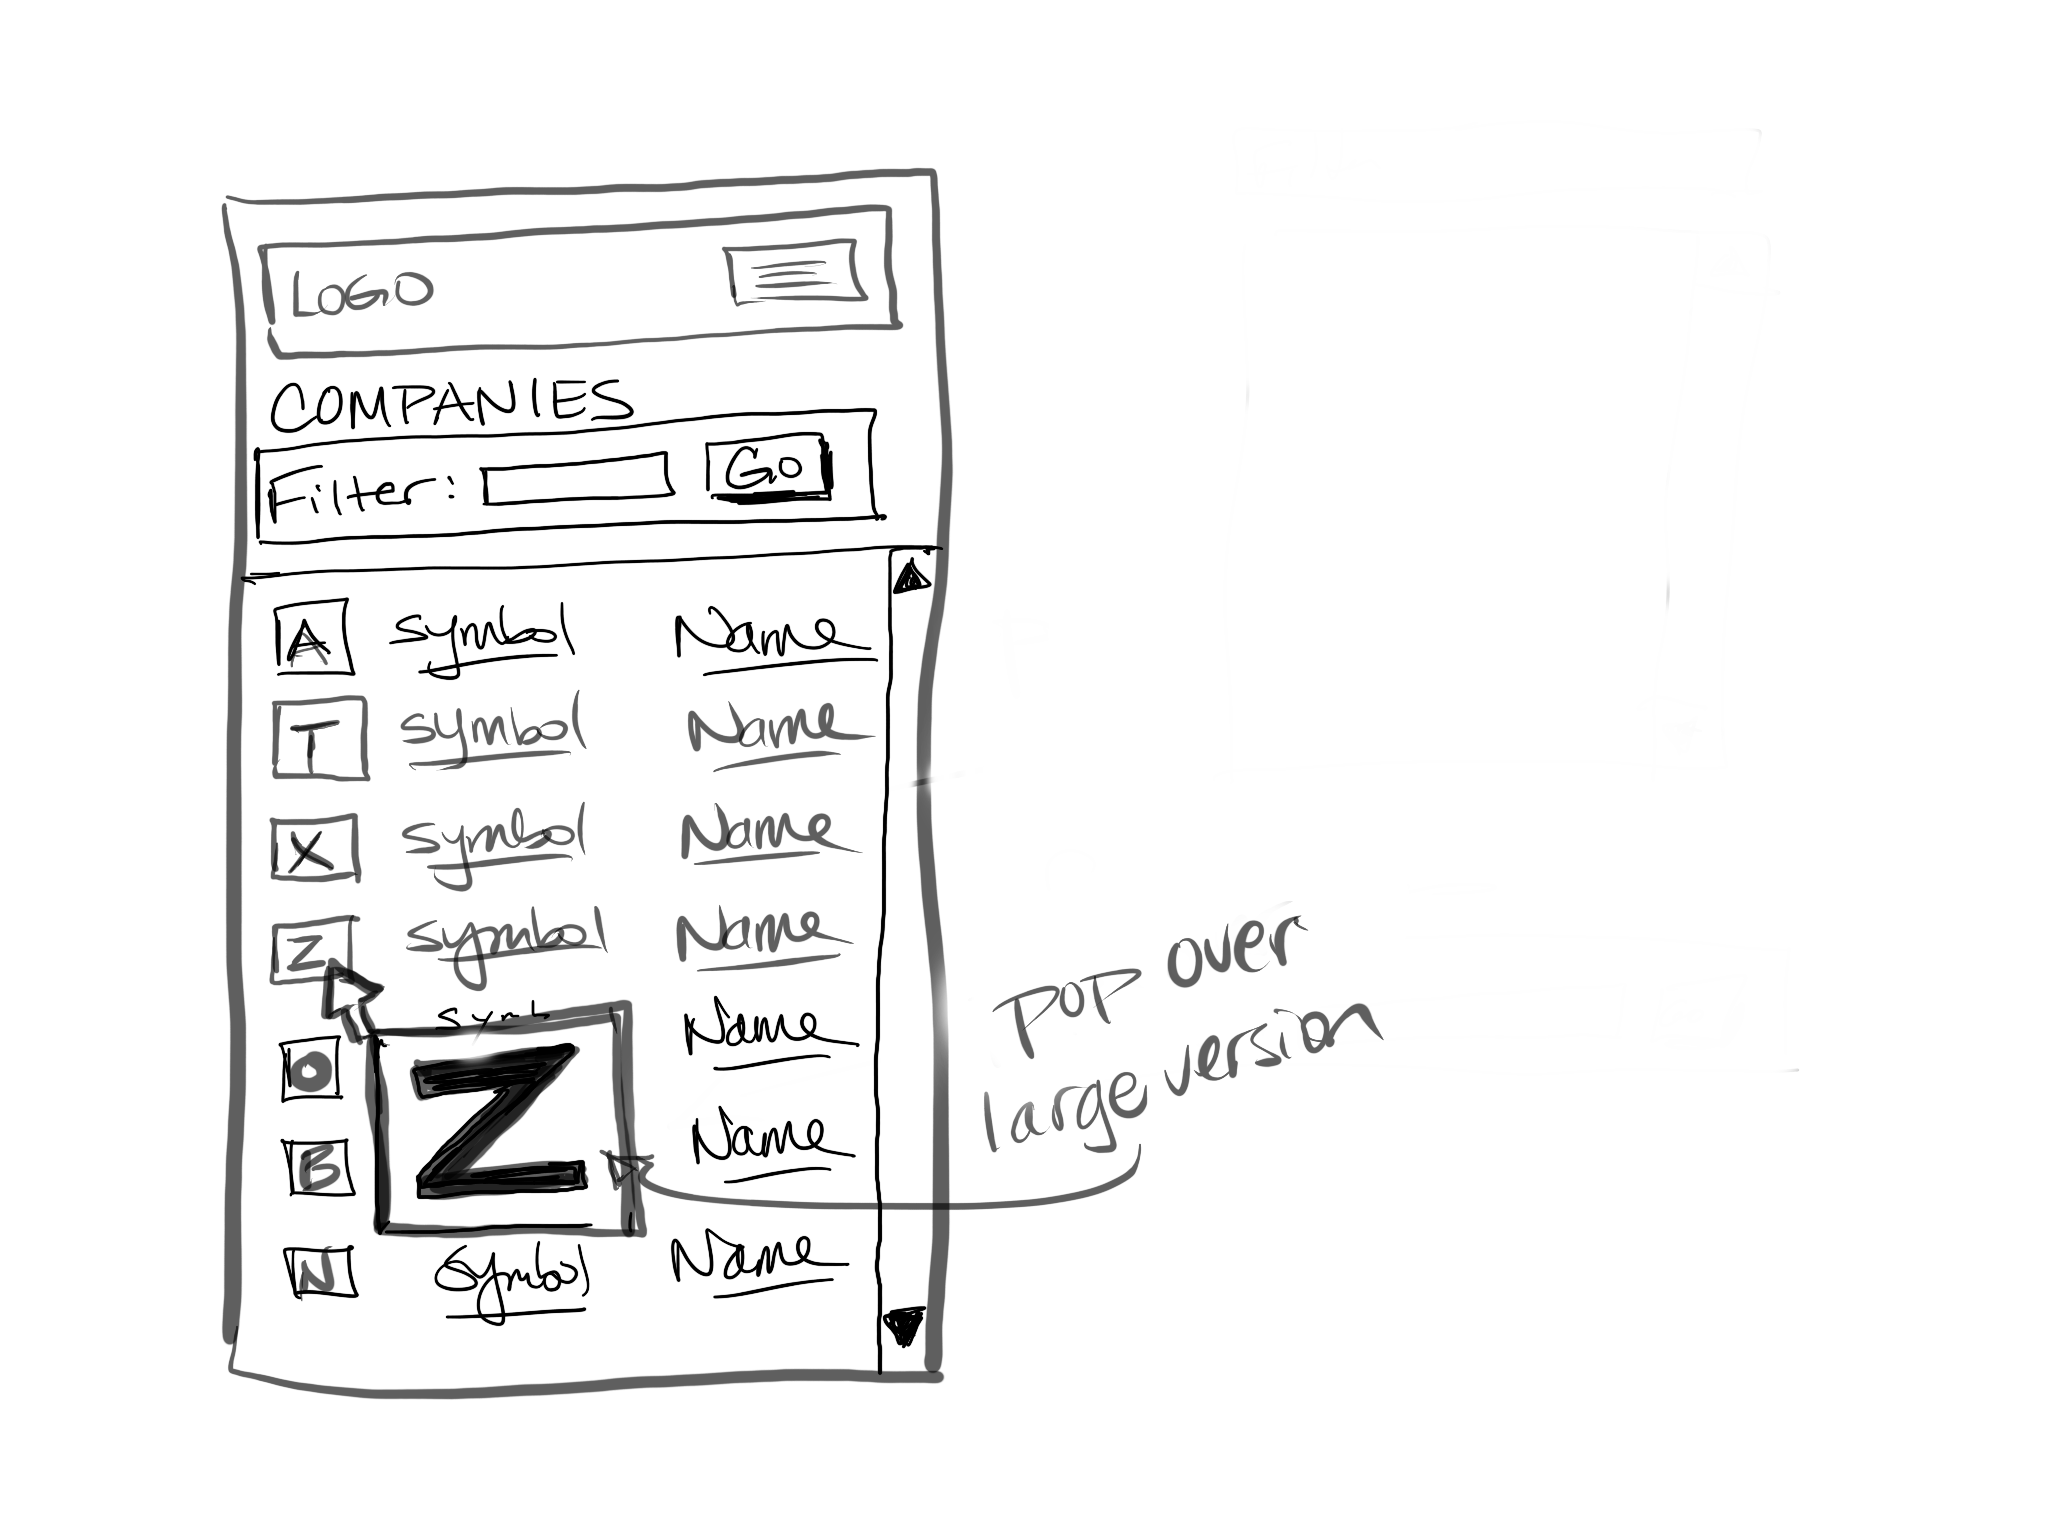 LOGO
COMPANIES
Filter: Go
A symbol Name
T symbol Name
X symbol Name
Z symbol Name
symb Name
O
Z
B Name
N symbol Name
pop over
large version